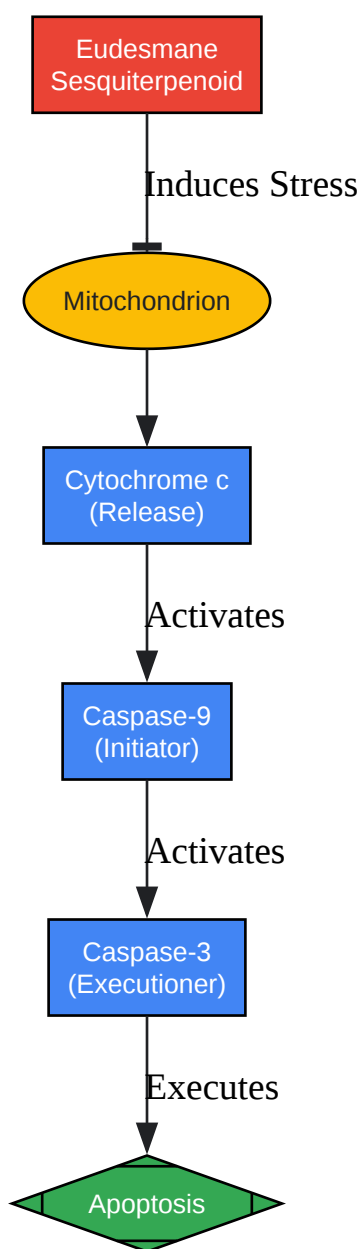 Eudesmane
Sesquiterpenoid
Induces Stress
Mitochondrion
Cytochrome c
(Release)
Activates
Caspase-9
(Initiator)
Activates
Caspase-3
(Executioner)
Executes
Apoptosis